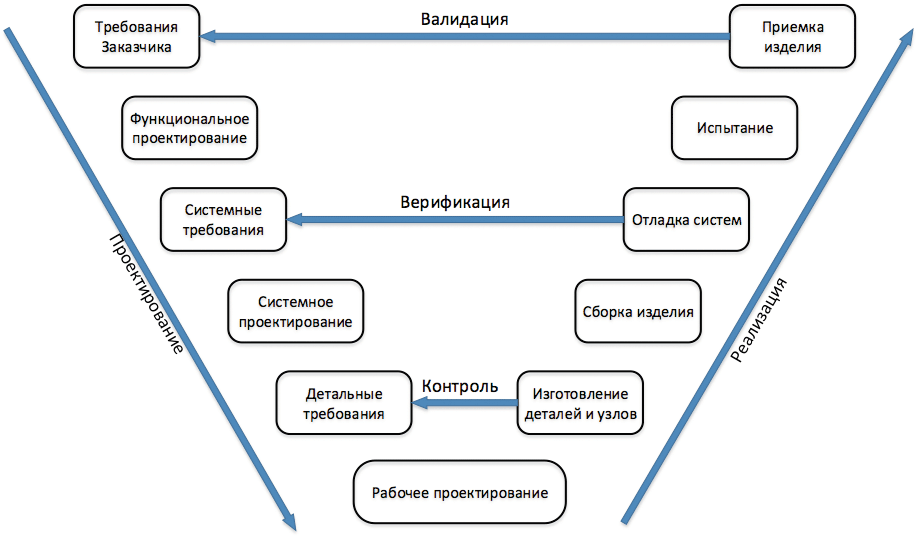 Требования
Заказчика
Валидация
Приемка
изделия
Функциональное
проектирование
Испытание
Системные
требования
Верификация
Отладка систем
Проектирование
Системное
проектирование
Сборка изделия
Реализация
Детальные
требования
Контроль
Изготовление
деталей и узлов
Рабочее проектирование